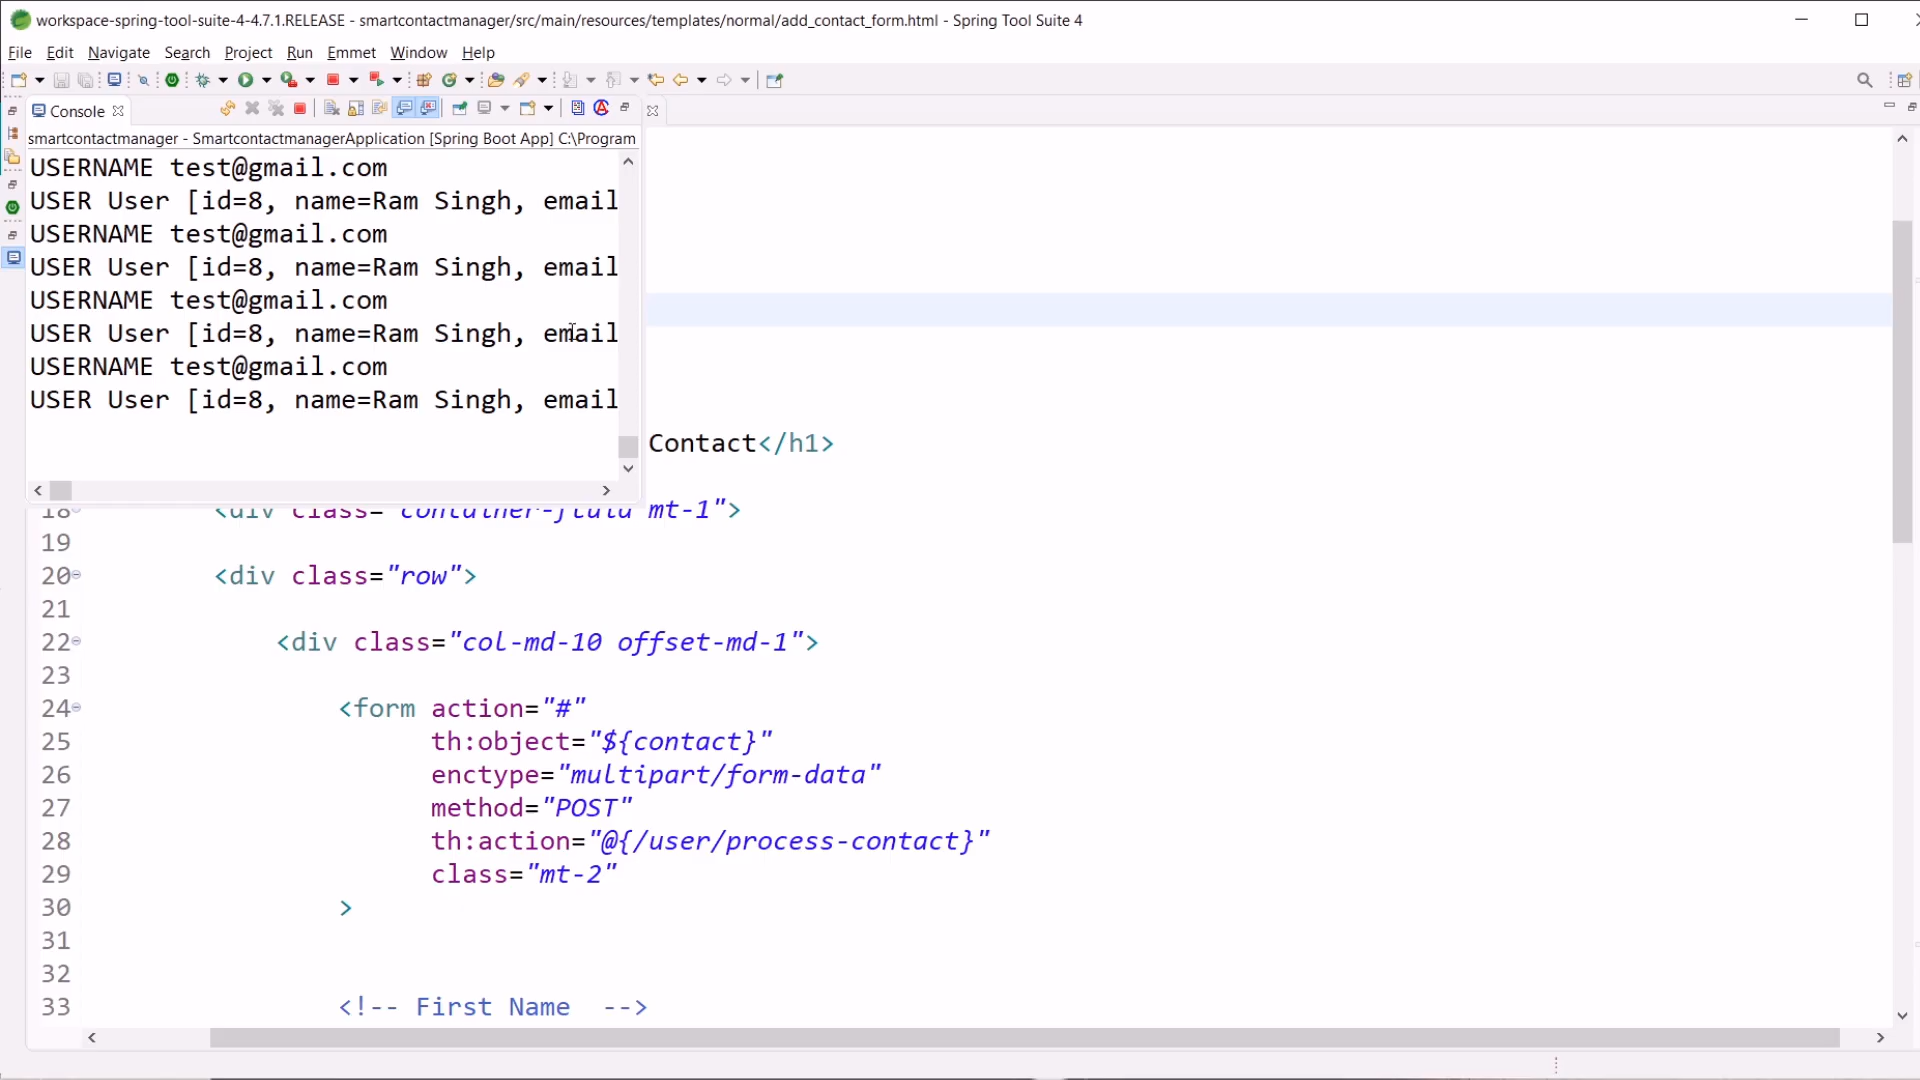 workspace-spring-tool-suite-4-4.7.1.RELEASE - smartcontactmanager/src/main/resources/templates/normal/add_contact_form.html - Spring Tool Suite 4
File Edit Navigate Search Project Run Emmet Window Help
Console
smartcontactmanager - SmartcontactmanagerApplication [Spring Boot App] C:\Program
USERNAME test@gmail.com
USER User [id=8, name=Ram Singh, email
USERNAME test@gmail.com
USER User [id=8, name=Ram Singh, email
USERNAME test@gmail.com
USER User [id=8, name=Ram Singh, email
USERNAME test@gmail.com
USER User [id=8, name=Ram Singh, email
Contact</h1>
18 <div class="container-fluid mt-1">
19
20 <div class="row">
21
22 <div class="col-md-10 offset-md-1">
23
24 <form action="#"
25 th:object="${contact}"
26 enctype="multipart/form-data"
27 method="POST"
28 th:action="@{/user/process-contact}"
29 class="mt-2"
30 >
31
32
33 <!-- First Name -->